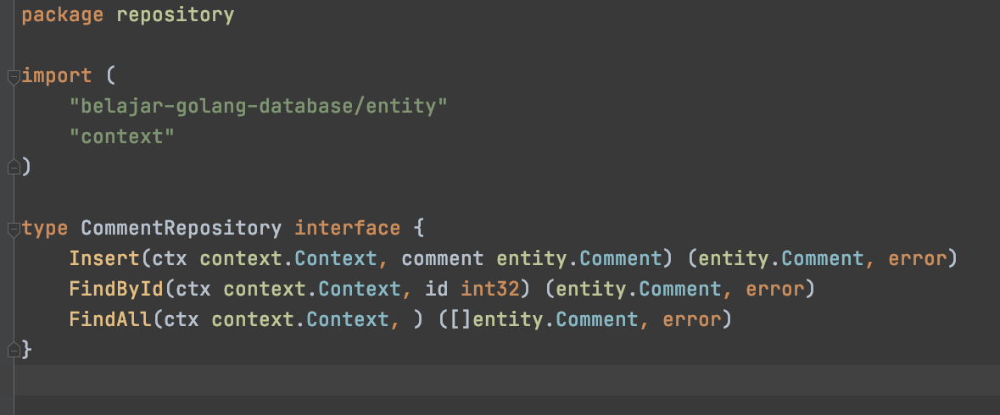 package repository
import (
"belajar-golang-database/entity"
"context"
)
type CommentRepository interface {
Insert(ctx context.Context, comment entity.Comment) (entity.Comment, error)
FindById(ctx context.Context, id int32) (entity.Comment, error)
FindAll(ctx context.Context, ) ([]entity.Comment, error)
}